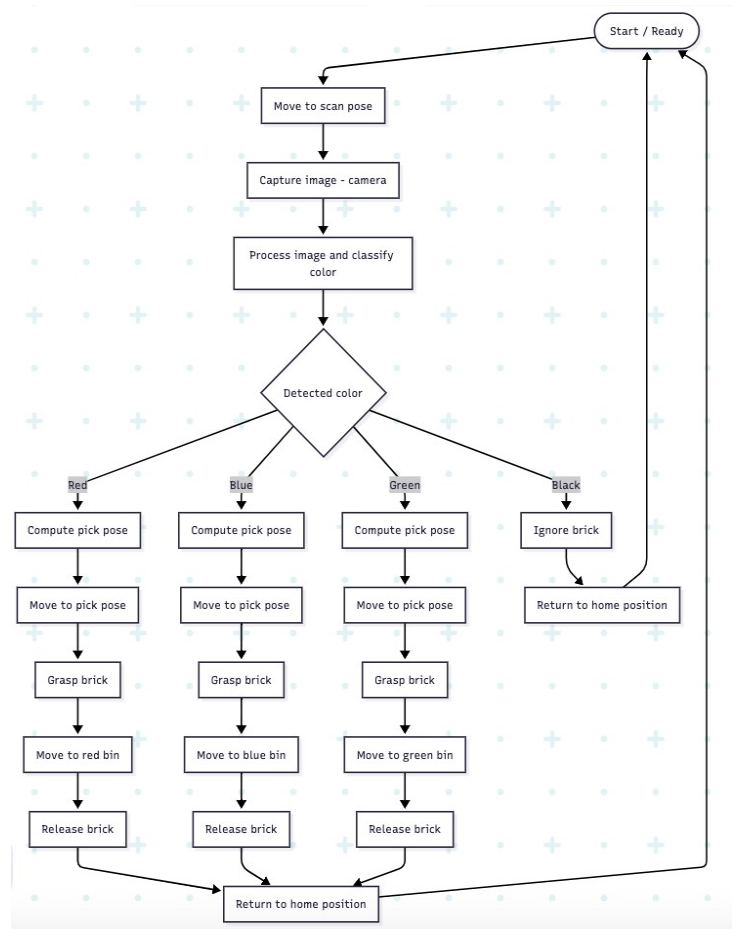 Start / Ready
Move to scan pose
Capture image - camera
Process image and classify
color
Detected color
Red
Blue
Green
Black
Compute pick pose
Compute pick pose
Compute pick pose
Ignore brick
Move to pick pose
Move to pick pose
Move to pick pose
Return to home position
Grasp brick
Grasp brick
Grasp brick
Move to red bin
Move to blue bin
Move to green bin
Release brick
Release brick
Release brick
Return to home position